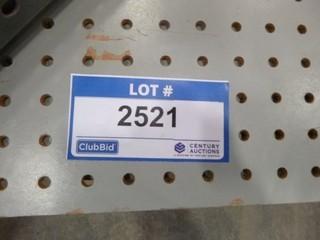 LOT #
2521
ClubBid
CENTURY
AUCTIONS